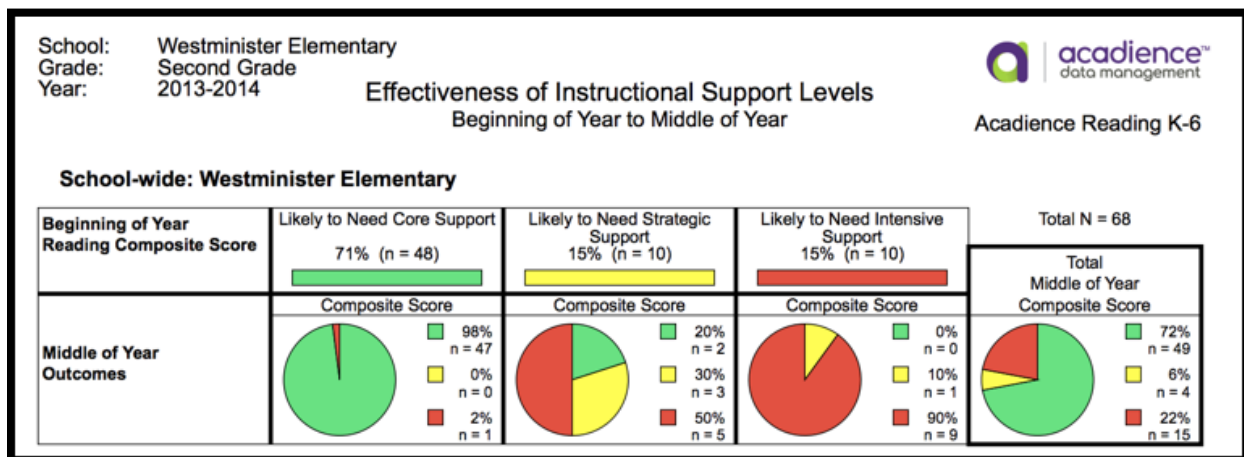 School: Westminister Elementary
Grade: Second Grade
Year: 2013-2014
acadience™
data management
Effectiveness of Instructional Support Levels
Beginning of Year to Middle of Year
Acadience Reading K-6
School-wide: Westminister Elementary
Beginning of Year
Reading Composite Score
Likely to Need Core Support
71% (n = 48)
Likely to Need Strategic
Support
15% (n = 10)
Likely to Need Intensive
Support
15% (n = 10)
Total N = 68
Total
Middle of Year
Composite Score
Middle of Year
Outcomes
Composite Score
98%
n = 47
0%
n = 0
2%
n = 1
Composite Score
20%
n = 2
30%
n = 3
50%
n = 5
Composite Score
0%
n = 0
10%
n = 1
90%
n = 9
72%
n = 49
6%
n = 4
22%
n = 15